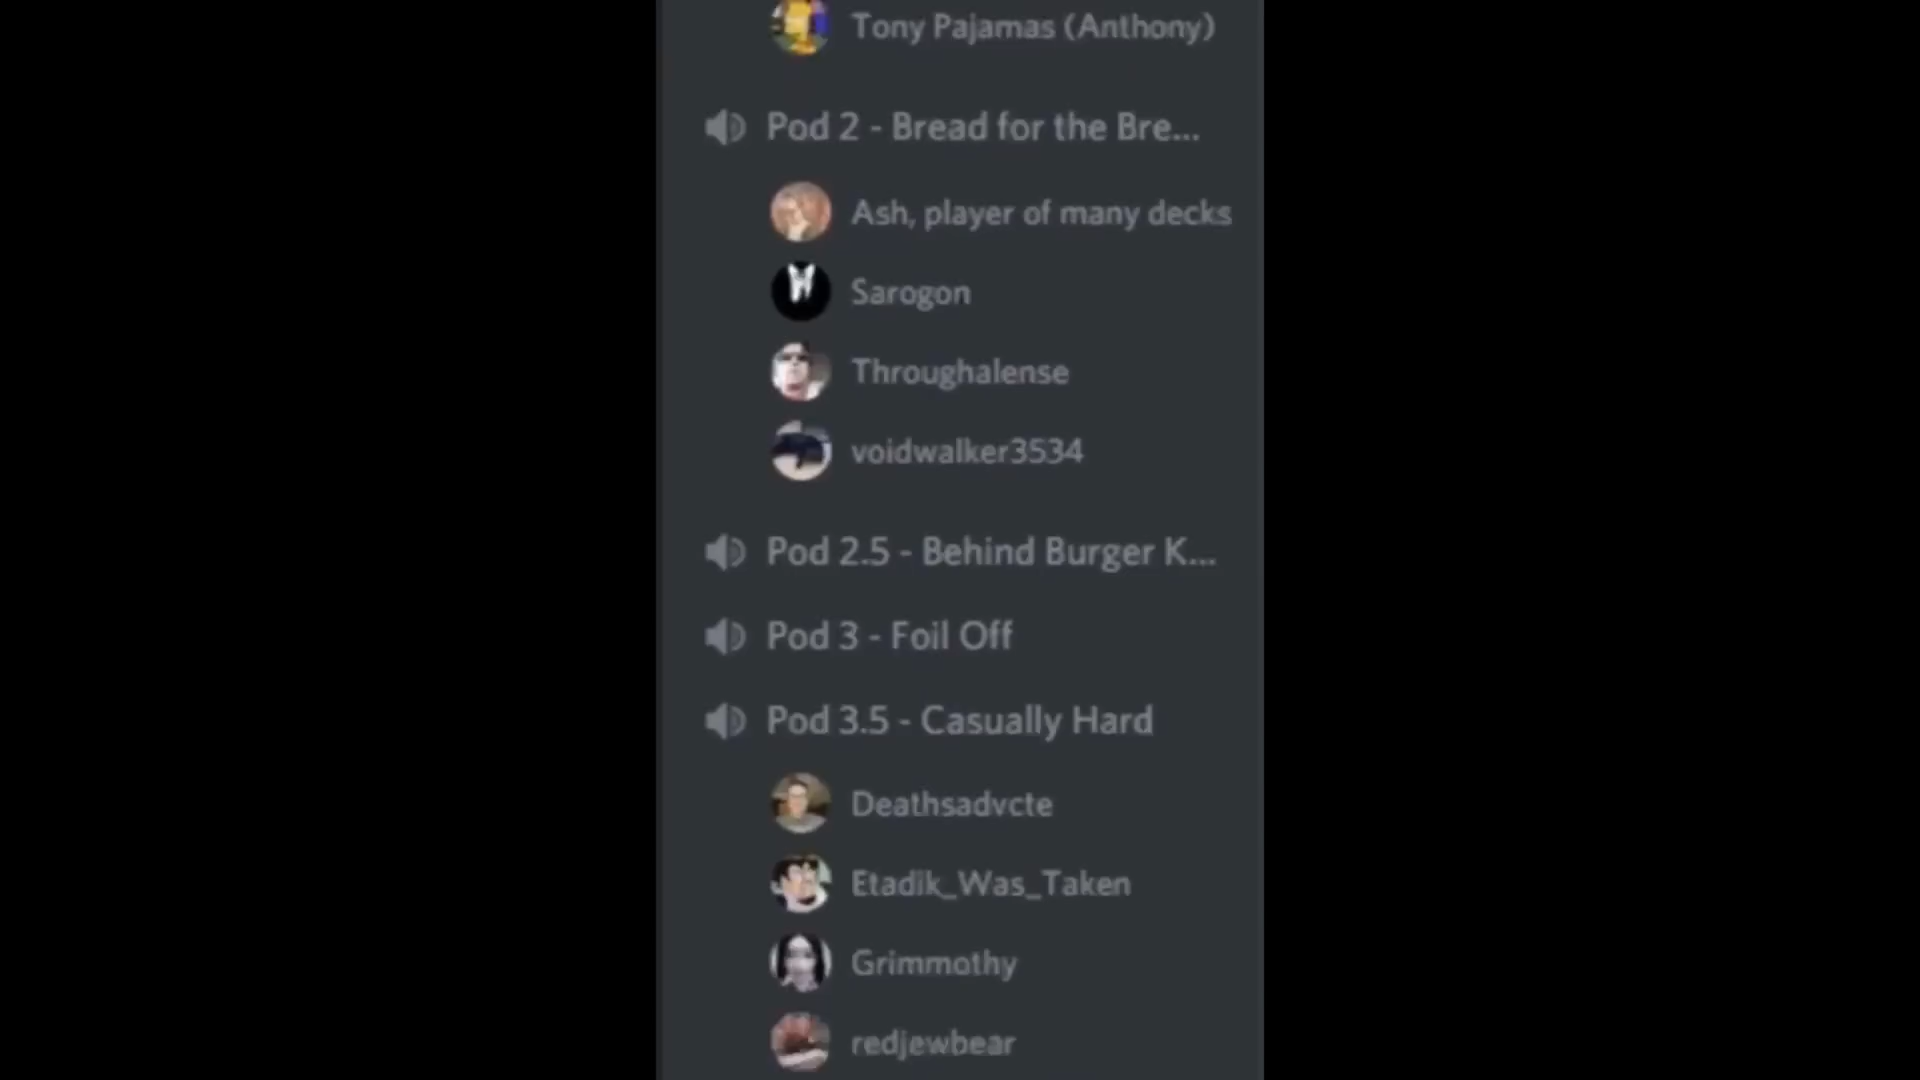 Tony Pajamas (Anthony)
Pod 2 - Bread for the Bre...
Ash, player of many decks
Sarogon
Throughalense
voidwalker3534
Pod 2.5 - Behind Burger K...
Pod 3 - Foil Off
Pod 3.5 - Casually Hard
Deathsadvcte
Etadik_Was_Taken
Grimmothy
redjewbear